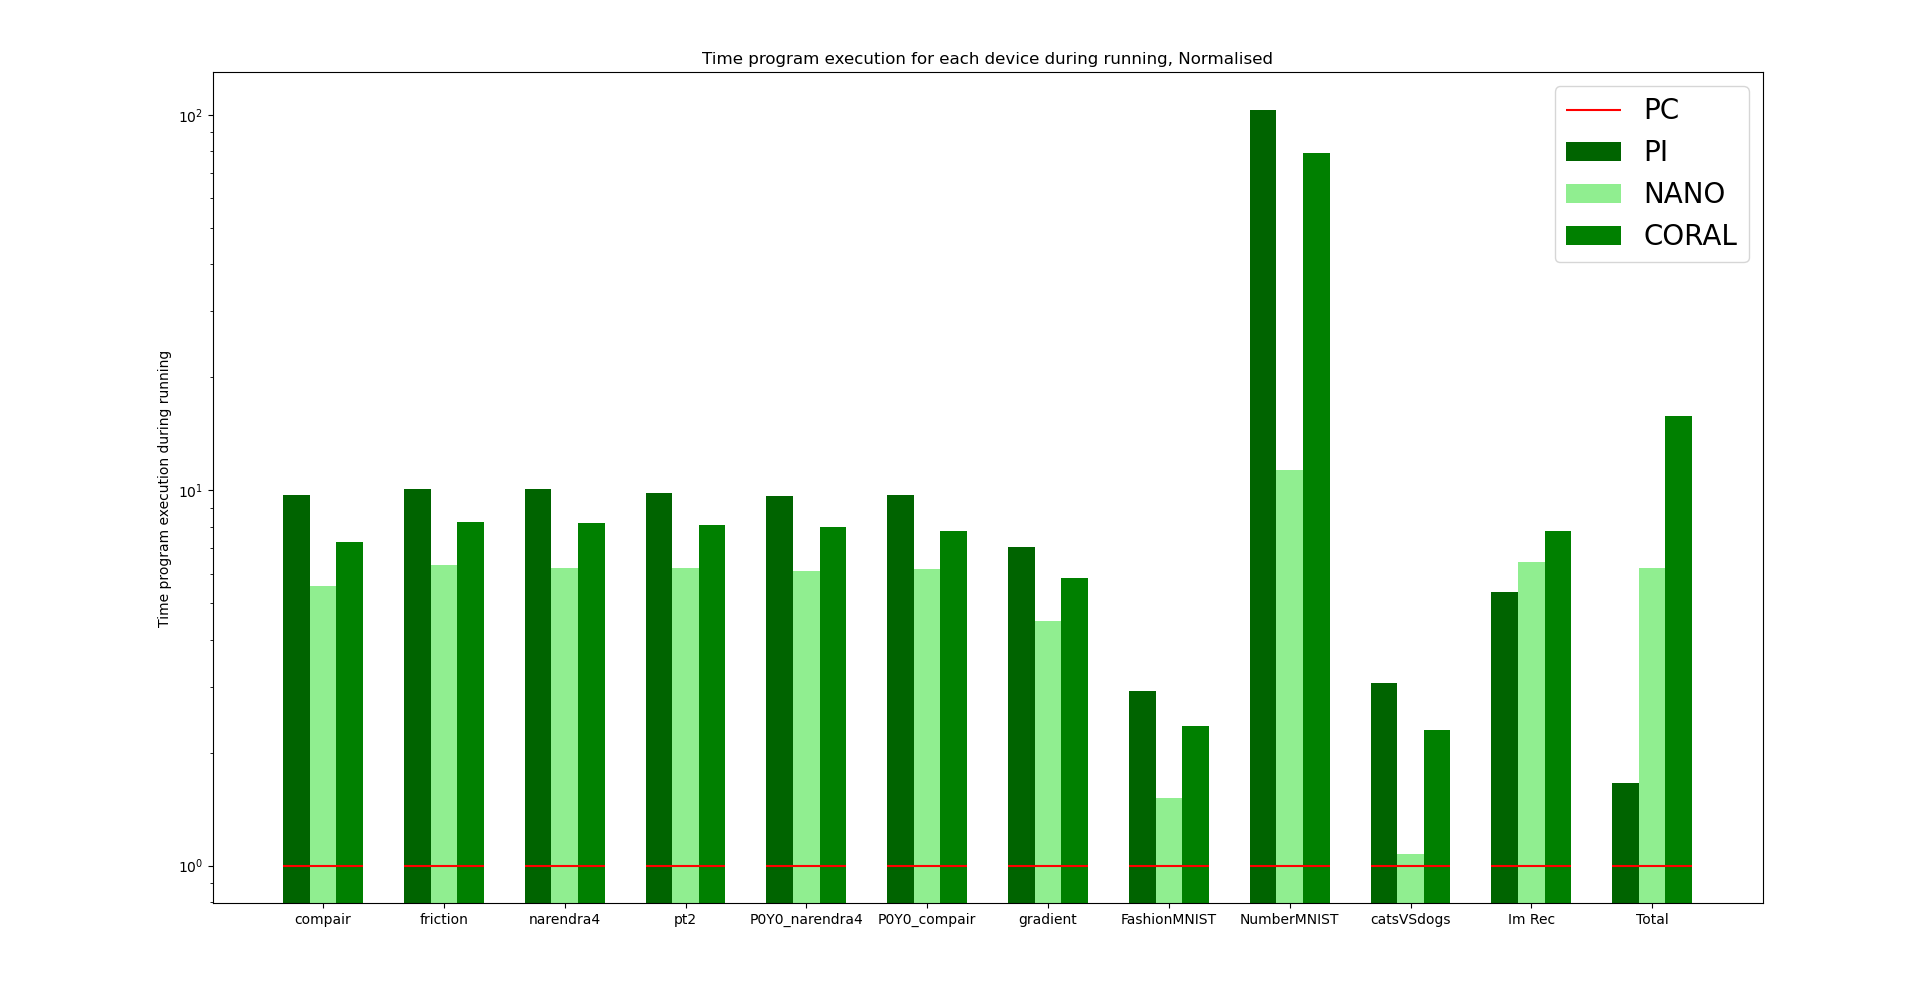 Time program execution for each device during running, Normalised
Time program execution during running
10²
10¹
10⁰
PC
PI
NANO
CORAL
compair friction narendra4 pt2 P0Y0_narendra4 P0Y0_compair gradient FashionMNIST NumberMNIST catsVSdogs Im Rec Total